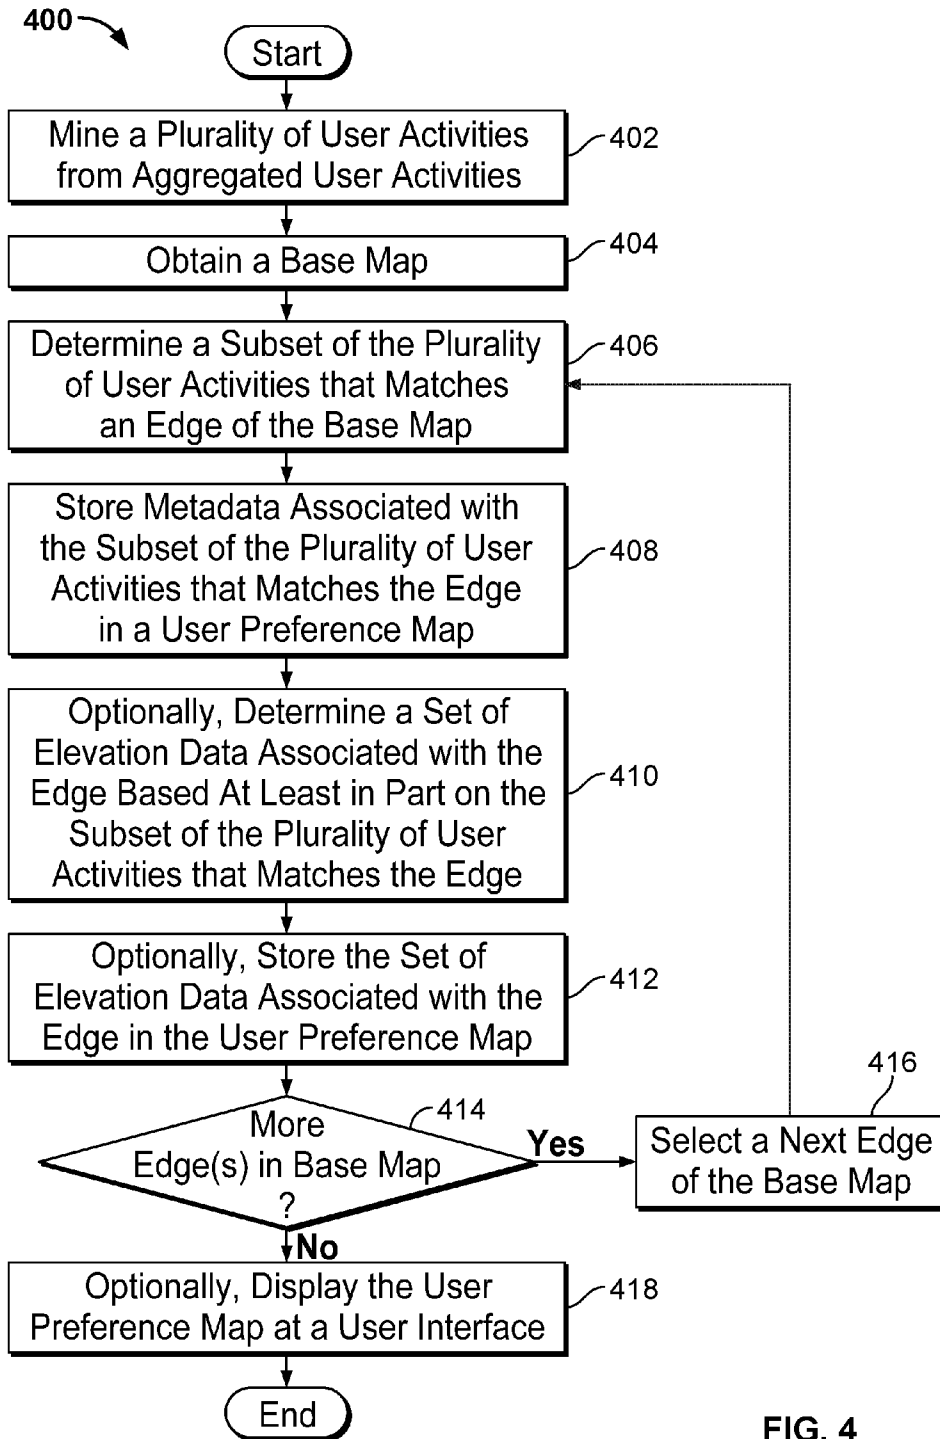 400
Start
Mine a Plurality of User Activities
from Aggregated User Activities
402
Obtain a Base Map
404
Determine a Subset of the Plurality
of User Activities that Matches
an Edge of the Base Map
406
Store Metadata Associated with
the Subset of the Plurality of User
Activities that Matches the Edge
in a User Preference Map
408
Optionally, Determine a Set of
Elevation Data Associated with the
Edge Based At Least in Part on the
Subset of the Plurality of User
Activities that Matches the Edge
410
Optionally, Store the Set of
Elevation Data Associated with the
Edge in the User Preference Map
412
More
Edge(s) in Base Map
?
414
Yes
Select a Next Edge
of the Base Map
416
No
Optionally, Display the User
Preference Map at a User Interface
418
End
FIG. 4